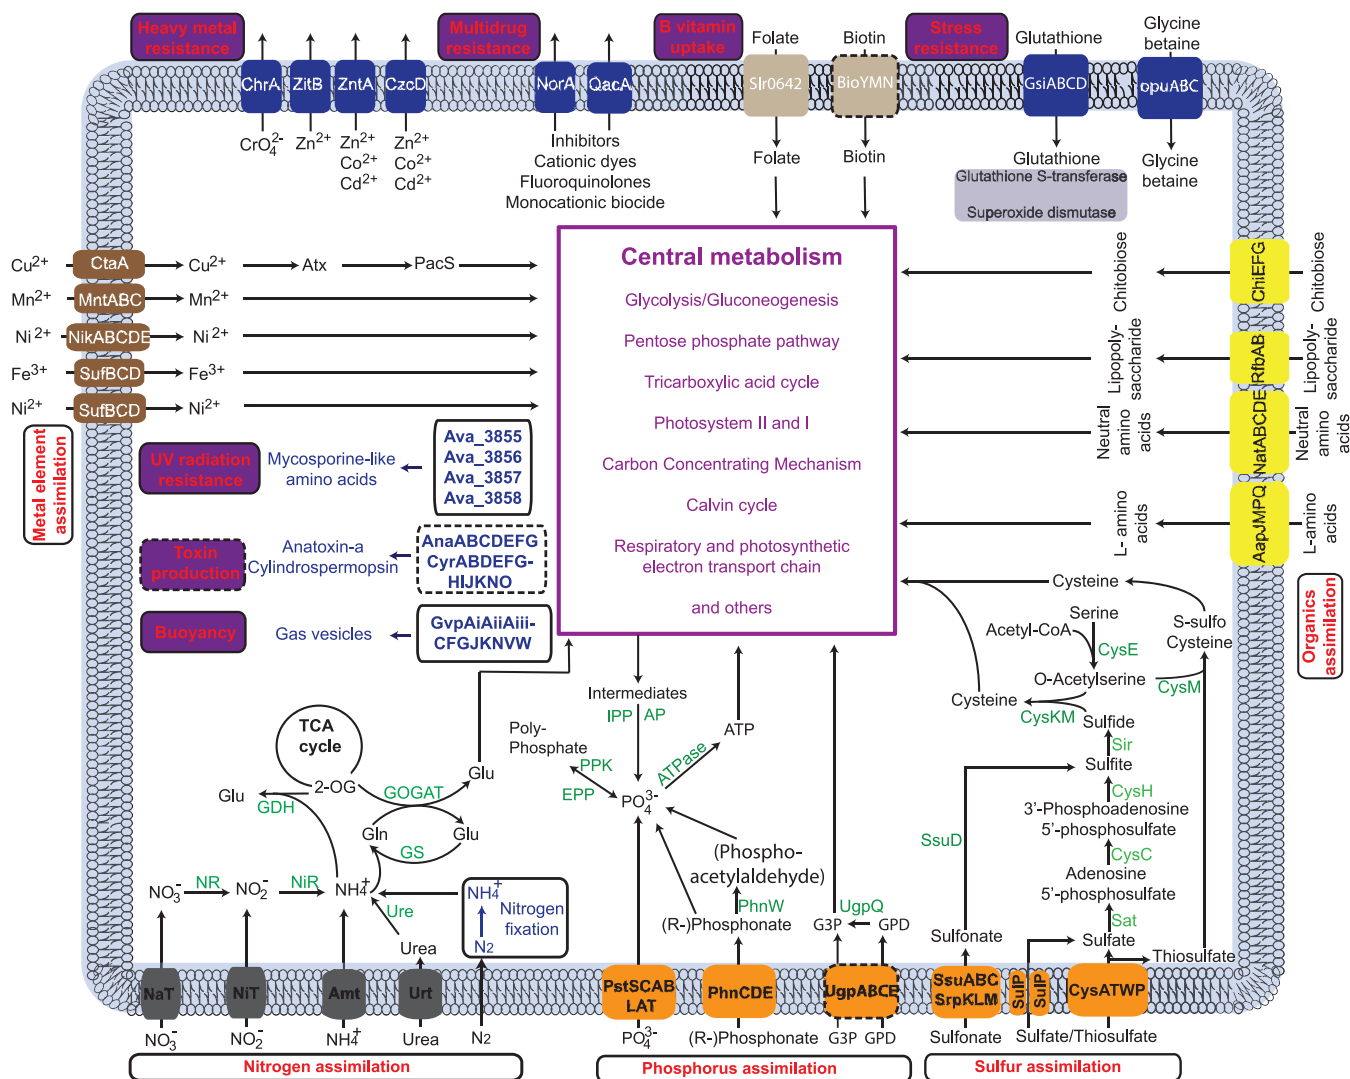 Heavy metal
resistance
Multidrug
resistance
B vitamin
uptake
Folate
Biotin
Stress
resistance
Glutathione
Glycine
betaine
ChrA
ZitB
ZntA
CzcD
NorA
QacA
Slr0642
BioYMN
GsiABCD
opuABC
CrO₄²⁻
Zn²⁺
Zn²⁺
Co²⁺
Cd²⁺
Zn²⁺
Co²⁺
Cd²⁺
Inhibitors
Cationic dyes
Fluoroquinolones
Monocationic biocide
Folate
Biotin
Glutathione
Glutathione S-transferase
Superoxide dismutase
Glycine
betaine
Cu²⁺
CtaA
Cu²⁺
Atx
PacS
Mn²⁺
MntABC
Mn²⁺
Ni²⁺
NikABCDE
Ni²⁺
Fe³⁺
SufBCD
Fe³⁺
Ni²⁺
SufBCD
Ni²⁺
Metal element
assimilation
Central metabolism
Glycolysis/Gluconeogenesis
Pentose phosphate pathway
Tricarboxylic acid cycle
Photosystem II and I
Carbon Concentrating Mechanism
Calvin cycle
Respiratory and photosynthetic
electron transport chain
and others
Chitobiose
ChiEFG
Chitobiose
Lipopoly-
saccharide
RfbAB
Lipopoly-
saccharide
Neutral
amino
acids
NatABCDE
Neutral
amino
acids
L- amino
acids
AapJMPQ
L-amino
acids
Organics
assimilation
UV radiation
resistance
Mycosporine-like
amino acids
Ava_3855
Ava_3856
Ava_3857
Ava_3858
Toxin
production
Anatoxin-a
Cylindrospermopsin
AnaABCDEFG
CyrABDEFG-
HIJKNO
Buoyancy
Gas vesicles
GvpAiAiiAiii-
CFGJKNVW
TCA
cycle
2-OG
Glu
GDH
GOGAT
Glu
Gln
Glu
GS
NO₃⁻
NR
NO₂⁻
NiR
NH₄⁺
Ure
Urea
NH₄⁺
Nitrogen
fixation
N₂
NaT
NiT
Amt
Urt
NO₃⁻
NO₂⁻
NH₄⁺
Urea
N₂
Nitrogen assimilation
Intermediates
IPP
AP
Poly-
Phosphate
PPK
EPP
ATPase
ATP
PO₄³⁻
(Phospho-
acetylaldehyde)
PhnW
(R-)Phosphonate
UgpQ
G3P
GPD
PstSCAB
LAT
PhnCDE
UgpABCE
PO₄³⁻
(R-)Phosphonate
G3P
GPD
Phosphorus assimilation
Cysteine
Serine
Acetyl-CoA
CysE
S-sulfo
Cysteine
O-Acetylserine
CysM
Cysteine
CysKM
Sulfide
Sir
Sulfite
CysH
3'-Phosphoadenosine
5'-phosphosulfate
SsuD
CysC
Adenosine
5'-phosphosulfate
Sat
Sulfonate
Sulfate
Thiosulfate
SsuABC
SrpKLM
SulP
SulP
CysATWP
Sulfonate
Sulfate/Thiosulfate
Sulfur assimilation